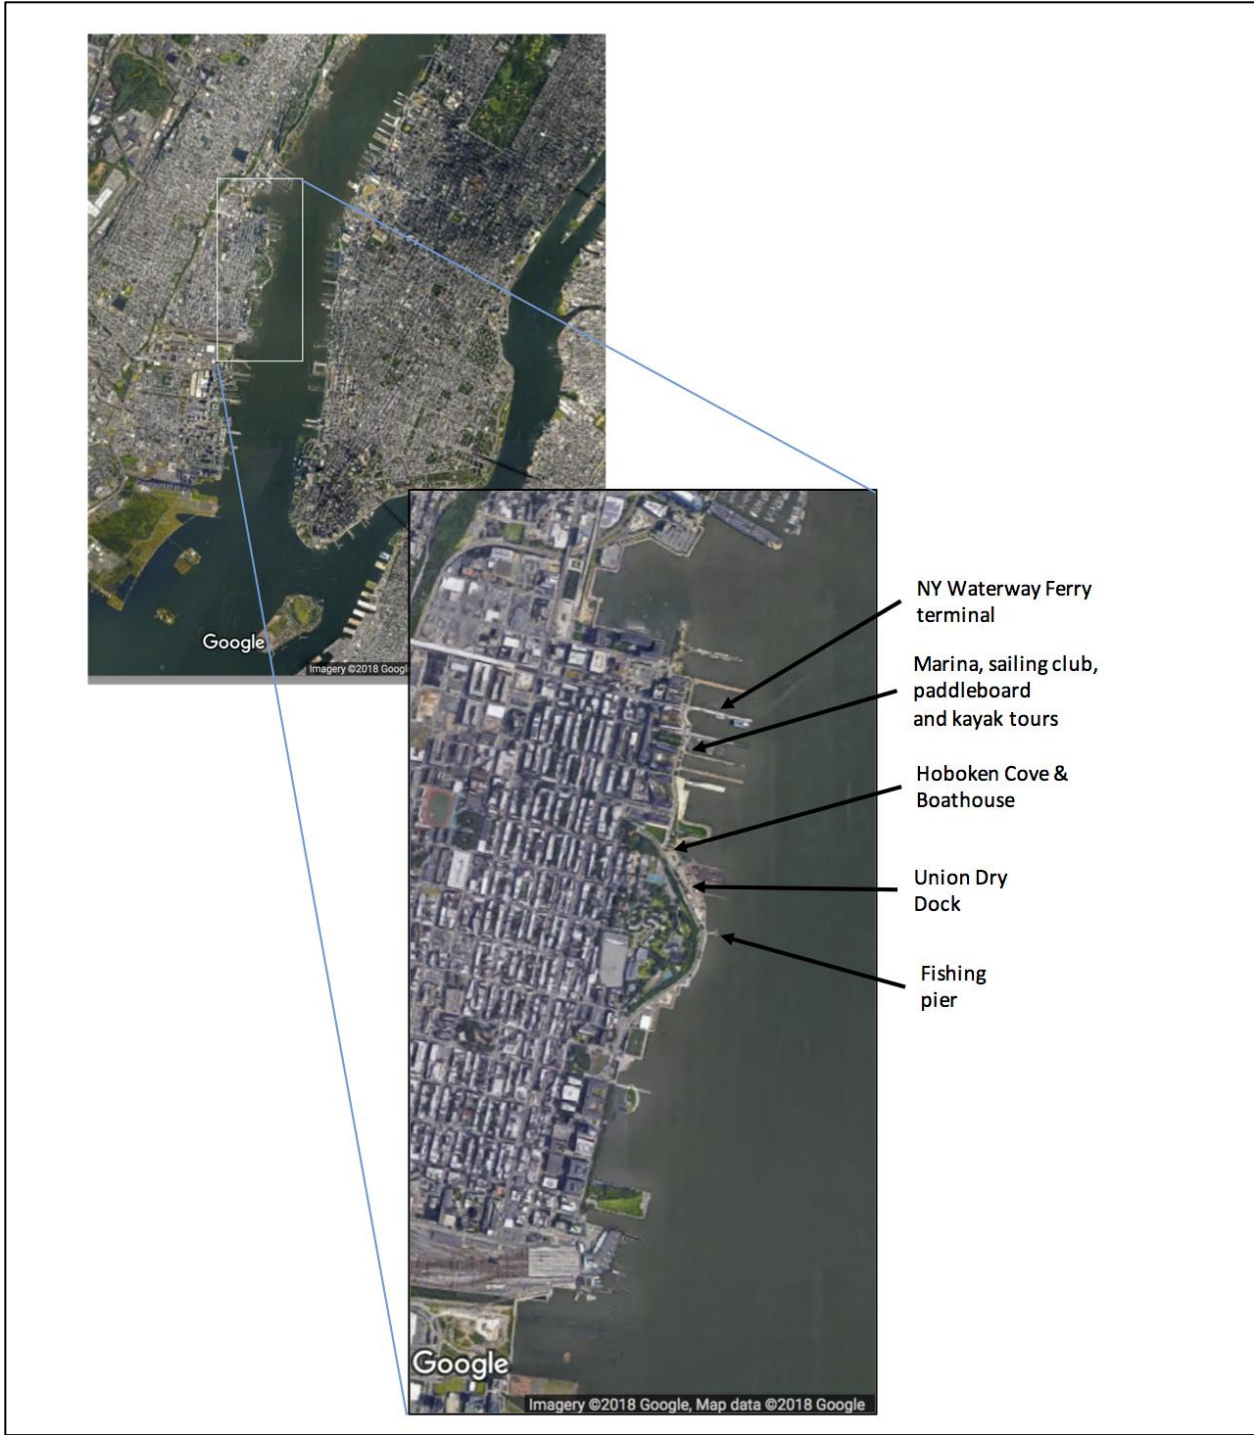 Google
Imagery ©2018 Googl
NY Waterway Ferry
terminal
Marina, sailing club,
paddleboard
and kayak tours
Hoboken Cove &
Boathouse
Union Dry
Dock
Fishing
pier
Google
Imagery ©2018 Google, Map data ©2018 Google